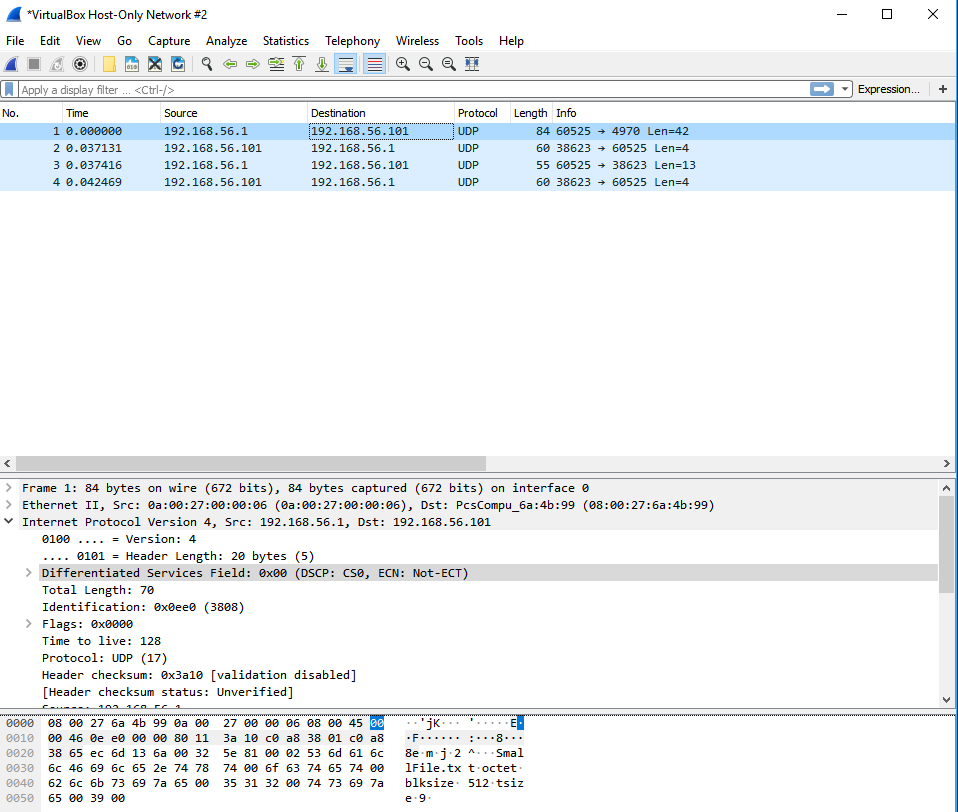 *VirtualBox Host-Only Network #2
File Edit View Go Capture Analyze Statistics Telephony Wireless Tools Help
Apply a display filter ... <Ctrl-/> Expression... +
No. Time Source Destination Protocol Length Info
1 0.000000 192.168.56.1 192.168.56.101 UDP 84 60525 → 4970 Len=42
2 0.037131 192.168.56.101 192.168.56.1 UDP 60 38623 → 60525 Len=4
3 0.037416 192.168.56.1 192.168.56.101 UDP 55 60525 → 38623 Len=13
4 0.042469 192.168.56.101 192.168.56.1 UDP 60 38623 → 60525 Len=4
Frame 1: 84 bytes on wire (672 bits), 84 bytes captured (672 bits) on interface 0
Ethernet II, Src: 0a:00:27:00:00:06 (0a:00:27:00:00:06), Dst: PcsCompu_6a:4b:99 (08:00:27:6a:4b:99)
Internet Protocol Version 4, Src: 192.168.56.1, Dst: 192.168.56.101
0100 .... = Version: 4
.... 0101 = Header Length: 20 bytes (5)
Differentiated Services Field: 0x00 (DSCP: CS0, ECN: Not-ECT)
Total Length: 70
Identification: 0x0ee0 (3808)
Flags: 0x0000
Time to live: 128
Protocol: UDP (17)
Header checksum: 0x3a10 [validation disabled]
[Header checksum status: Unverified]
Source: 192.168.56.1
0000 08 00 27 6a 4b 99 0a 00 27 00 00 06 08 00 45 00 ··'jK··· '·····E·
0010 00 46 0e e0 00 00 80 11 3a 10 c0 a8 38 01 c0 a8 ·F······ :···8···
0020 38 65 ec 6d 13 6a 00 32 5e 81 00 02 53 6d 61 6c 8e·m·j·2 ^···Smal
0030 6c 46 69 6c 65 2e 74 78 74 00 6f 63 74 65 74 00 lFile.tx t·octet·
0040 62 6c 6b 73 69 7a 65 00 35 31 32 00 74 73 69 7a blksize· 512·tsiz
0050 65 00 39 00 e·9·